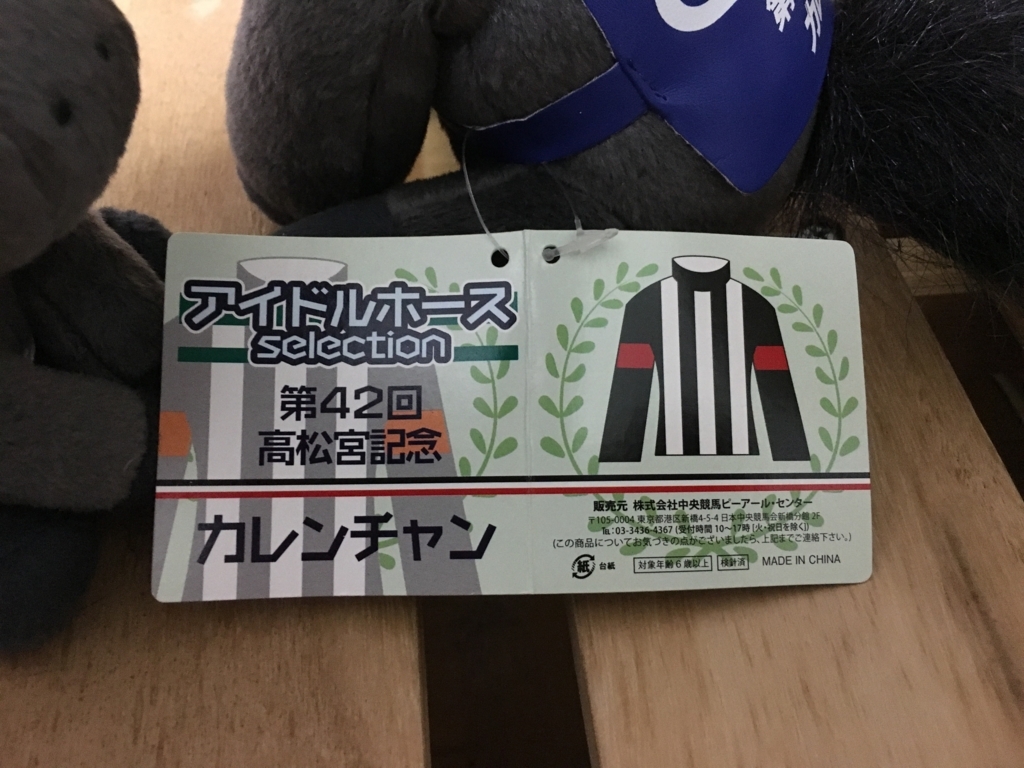 第
カレ
アイドルホース
selection
第42回
高松宮記念
カレンチャン
販売元 株式会社中央競馬ピーアール・センター
〒105-0004 東京都港区新橋4-5-4 日本中央競馬会新橋分館 2F
TEL:03-3436-4367 (受付時間 10~17時 [火・祝日を除く])
(この商品についてお気づきの点がございましたら、上記までご連絡下さい。)
紙 台紙 対象年齢6歳以上 検針済 MADE IN CHINA